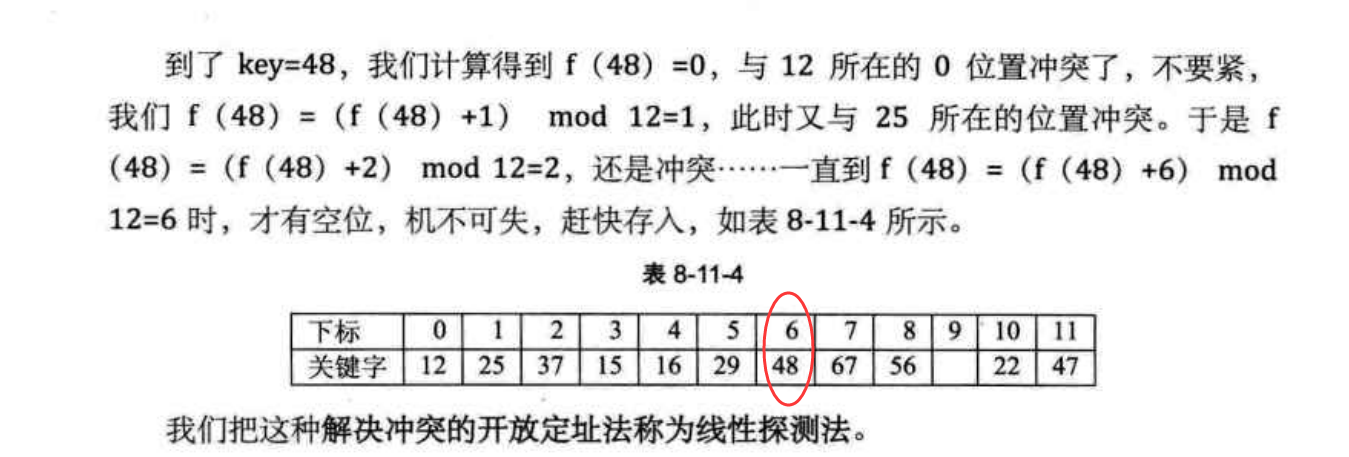 到了 key=48，我们计算得到 f（48）=0，与 12 所在的 0 位置冲突了，不要紧，
我们 f（48）=（f（48）+1） mod 12=1，此时又与 25 所在的位置冲突。于是 f
（48）=（f（48）+2） mod 12=2，还是冲突……一直到 f（48）=（f（48）+6） mod
12=6 时，才有空位，机不可失，赶快存入，如表 8-11-4 所示。
表 8-11-4
下标 0 1 2 3 4 5 6 7 8 9 10 11
关键字 12 25 37 15 16 29 48 67 56 22 47
我们把这种解决冲突的开放定址法称为线性探测法。